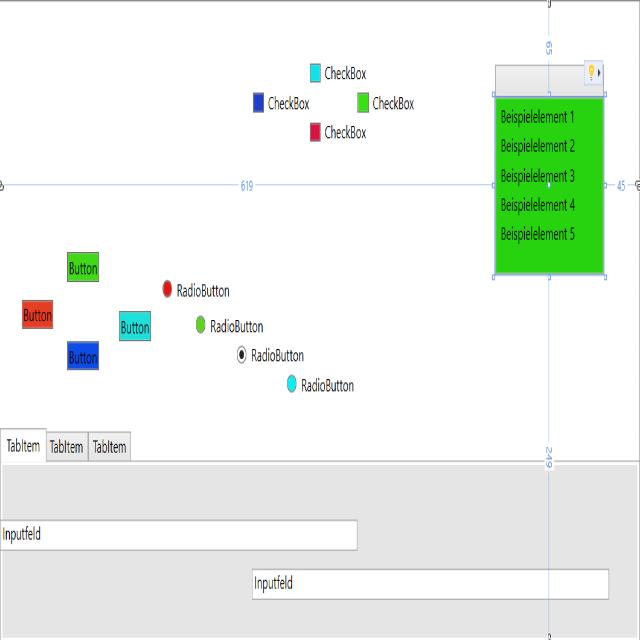 65
CheckBox
CheckBox
CheckBox
CheckBox
Beispielelement 1
Beispielelement 2
Beispielelement 3
Beispielelement 4
Beispielelement 5
619
45
Button
Button
Button
Button
RadioButton
RadioButton
RadioButton
RadioButton
TabItem
TabItem
TabItem
249
Inputfeld
Inputfeld